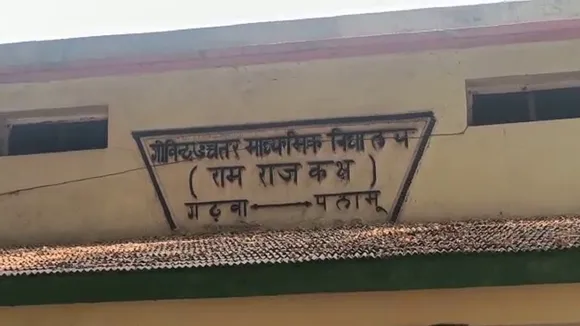 गोविन्द उच्चतर माध्यमिक विद्यालय
( राम राज कक्ष )
गढ़वा ⟷ पलामू